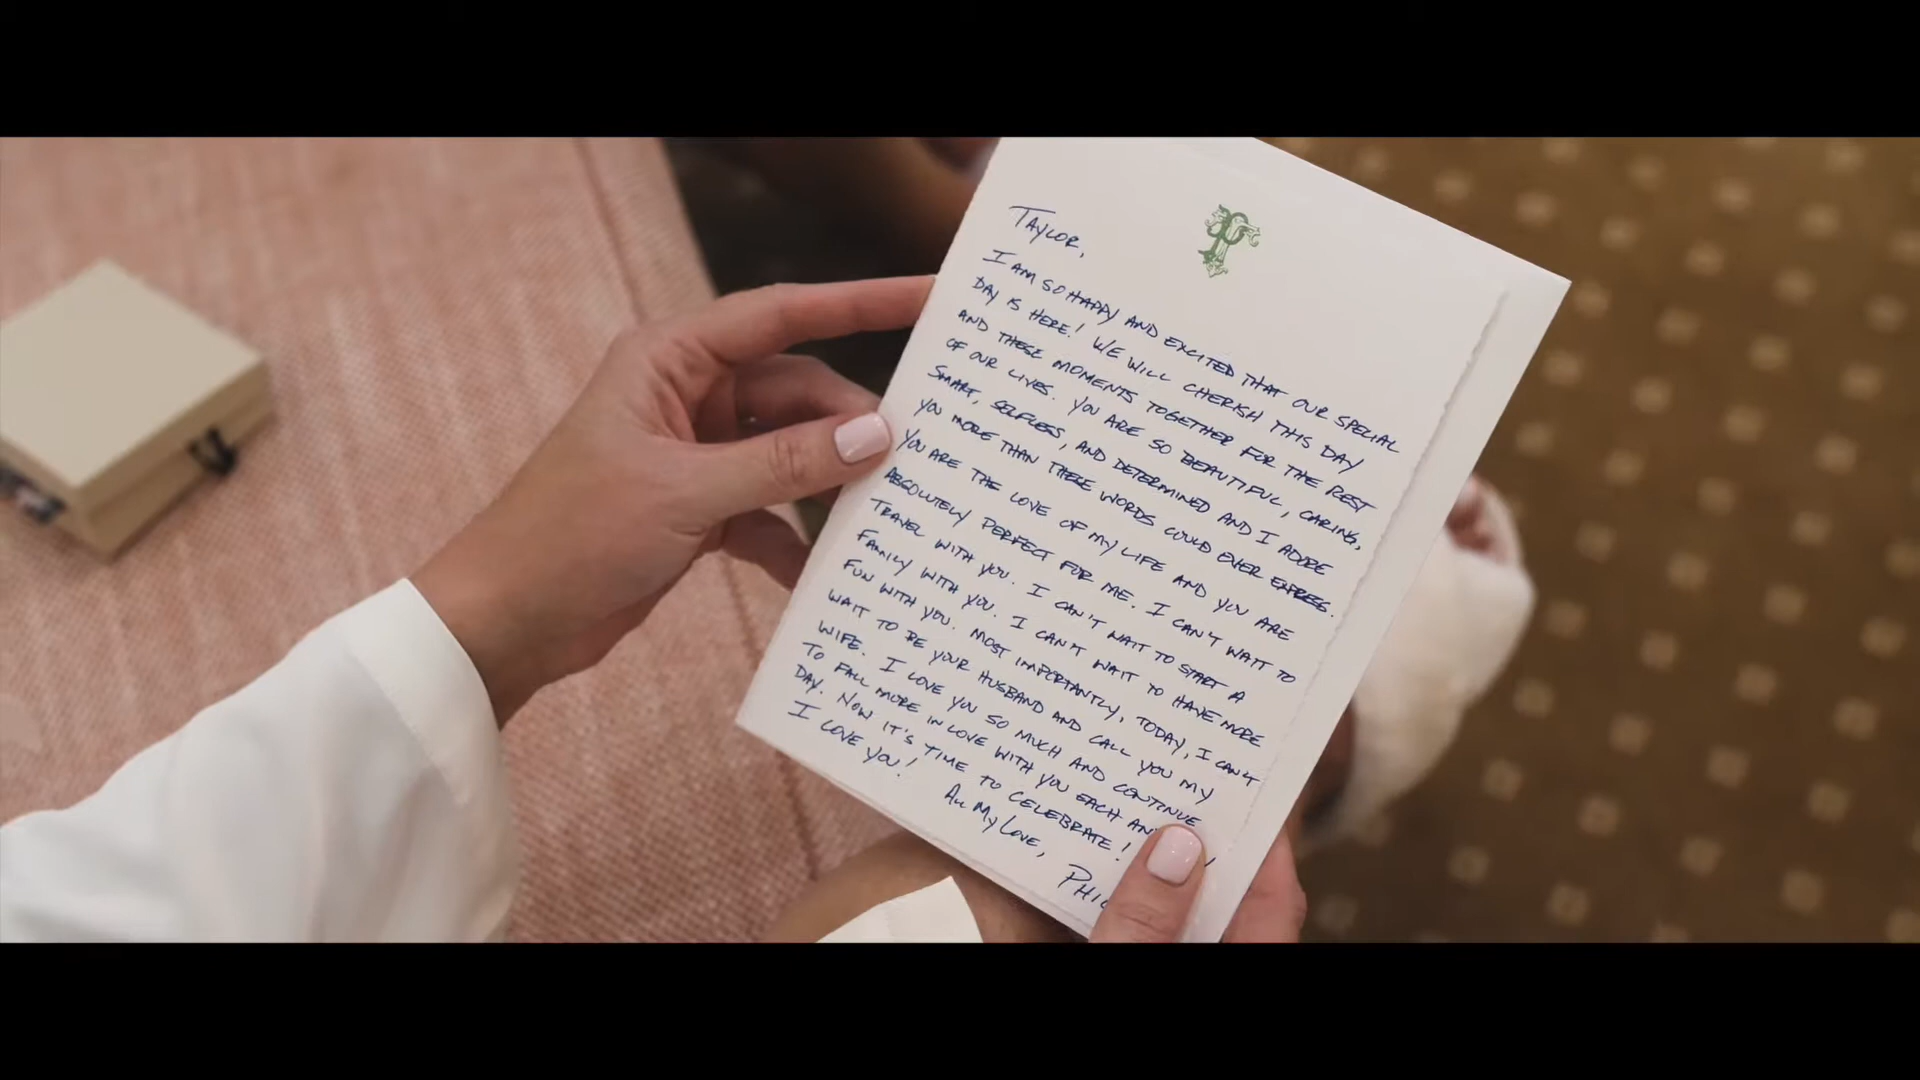 P
TAYLOR,
I AM SO HAPPY AND EXCITED THAT OUR SPECIAL
DAY IS HERE! WE WILL CHERISH THIS DAY
AND THESE MOMENTS TOGETHER FOR THE REST
OF OUR LIVES. YOU ARE SO BEAUTIFUL, CARING,
SMART, SELFLESS, AND DETERMINED AND I ADORE
YOU MORE THAN THESE WORDS COULD EVER EXPRESS.
YOU ARE THE LOVE OF MY LIFE AND YOU ARE
ABSOLUTELY PERFECT FOR ME. I CAN'T WAIT TO
TRAVEL WITH YOU. I CAN'T WAIT TO START A
FAMILY WITH YOU. I CAN'T WAIT TO HAVE MORE
FUN WITH YOU. MOST IMPORTANTLY, TODAY, I CAN'T
WAIT TO BE YOUR HUSBAND AND CALL YOU MY
WIFE. I LOVE YOU SO MUCH AND CONTINUE
TO FALL MORE IN LOVE WITH YOU EACH AN
DAY. NOW IT'S TIME TO CELEBRATE!
I LOVE YOU!
ALL MY LOVE,
PHI